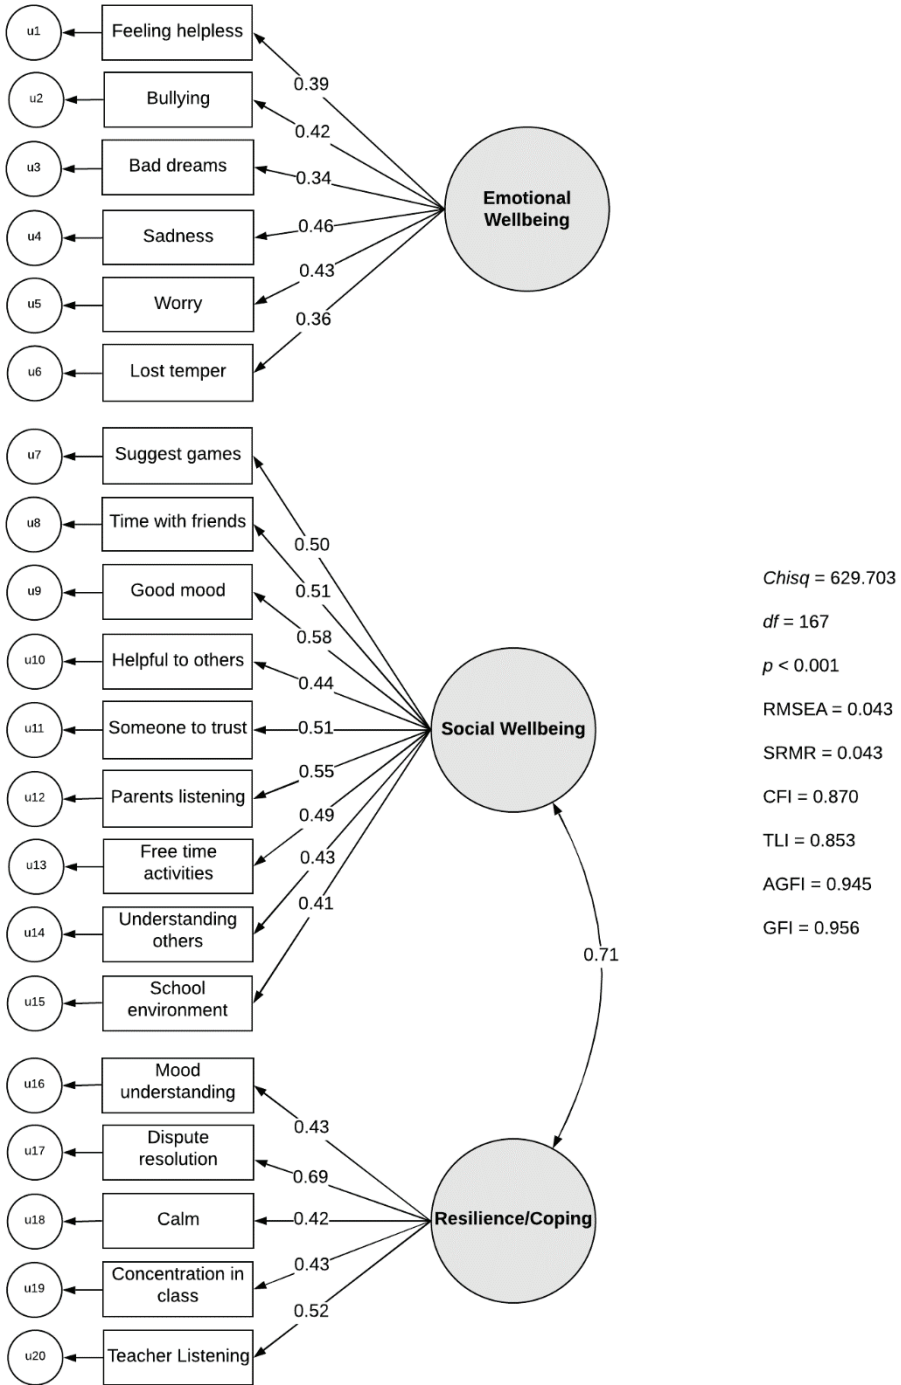 u1
Feeling helpless
0.39
u2
Bullying
0.42
u3
Bad dreams
0.34
Emotional
Wellbeing
u4
Sadness
0.46
u5
Worry
0.43
u6
Lost temper
0.36
u7
Suggest games
0.50
u8
Time with friends
0.51
u9
Good mood
0.58
u10
Helpful to others
0.44
u11
Someone to trust
0.51
Social Wellbeing
u12
Parents listening
0.55
u13
Free time
activities
0.49
u14
Understanding
others
0.43
u15
School
environment
0.41
0.71
u16
Mood
understanding
0.43
u17
Dispute
resolution
0.69
u18
Calm
0.42
Resilience/Coping
u19
Concentration in
class
0.43
u20
Teacher Listening
0.52
Chisq = 629.703
df = 167
p < 0.001
RMSEA = 0.043
SRMR = 0.043
CFI = 0.870
TLI = 0.853
AGFI = 0.945
GFI = 0.956